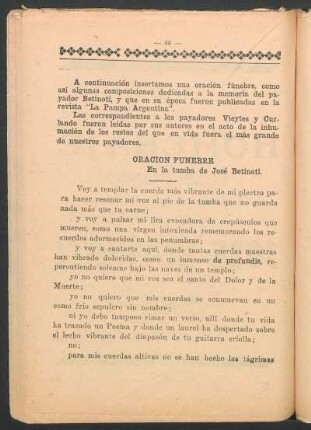 A continuación insertamos una oración fúnebre, como
así algunas composiciones dedicadas a la memoria del pa-
yador Betinoti, y que en su época fueron publicadas en la
revista "La Pampa Argentina".
Las correspondientes a los payadores Vieytes y Cur-
lando fueron leídas por sus autores en el acto de la inhu-
mación de los restes del que en vida fuera el más grande
de nuestros payadores.
ORACION FUNEBRE
En la tumba de José Betinoti.
Voy a templar la cuerda más vibrante de mi plectro pa-
ra hacer resonar mi voz al pie de la tumba que no guarda
nada más que tu carne;
y voy a pulsar mi lira evocadora de crepúsculos que
mueren, como una virgen entoxicada rememorando los re-
cuerdos adormecidos en las penumbras;
y voy a cantarte aquí, donde tantas cuerdas maestras
han vibrado doloridas, como un inmenso de profundis, re-
percutiendo solemne bajo las naves de un templo;
yo no quiero que mi voz sea el canto del Dolor y de la
Muerte;
yo no quiero que mis cuerdas se conmuevan en un
como frío sepulcro sin nombre;
ni yo debo tampoco rimar un verso, allí donde tu vida
ha trazado un Poema y donde un laurel ha despertado sobre
el lecho vibrante del diapasón de tu guitarra criolla;
no;
para mis cuerdas altivas no se han hecho las lágrimas